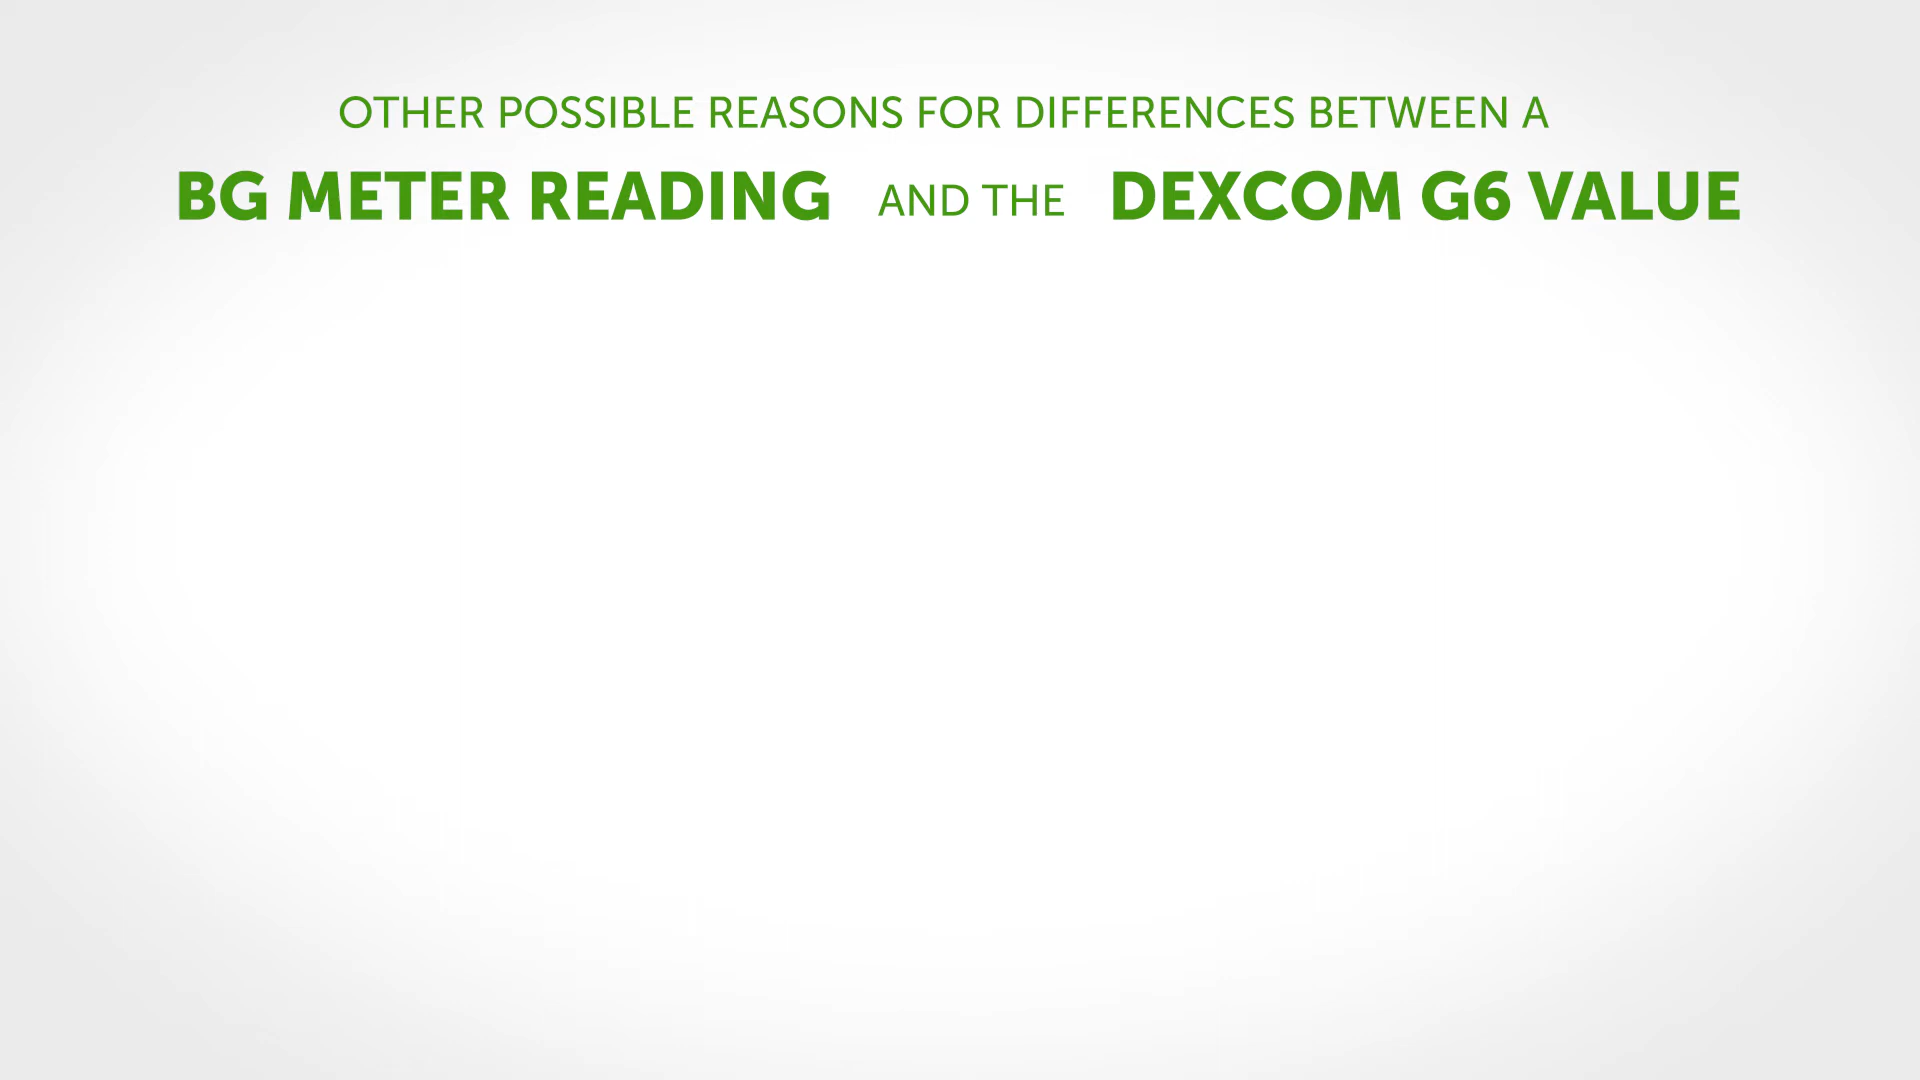 OTHER POSSIBLE REASONS FOR DIFFERENCES BETWEEN A
BG METER READING AND THE DEXCOM G6 VALUE